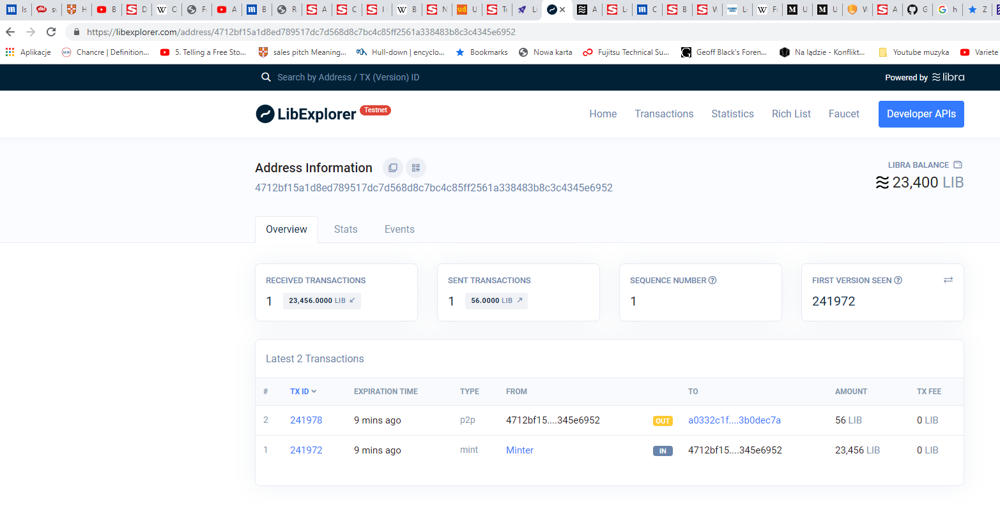 Is
sv
H
B
D
C
Fr
A
B
R
A
C
I r
B
N
U
Te
Li
A
Le
C
B
W
Le
Fr
U
U
W
A
G
h
Z
https://libexplorer.com/address/4712bf15a1d8ed789517dc7d568d8c7bc4c85ff2561a338483b8c3c4345e6952
Aplikacje Chancre | Definition... 5. Telling a Free Sto... sales pitch Meaning... Hull-down | encyclo... Bookmarks Nowa karta Fujitsu Technical Su... Geoff Black's Foren... Na lądzie - Konflikt... Youtube muzyka Variete
Search by Address / TX (Version) ID Powered by libra
LibExplorer Testnet Home Transactions Statistics Rich List Faucet Developer APIs
Address Information LIBRA BALANCE
4712bf15a1d8ed789517dc7d568d8c7bc4c85ff2561a338483b8c3c4345e6952 23,400 LIB
Overview Stats Events
RECEIVED TRANSACTIONS SENT TRANSACTIONS SEQUENCE NUMBER FIRST VERSION SEEN
1 23,456.0000 LIB 1 56.0000 LIB 1 241972
Latest 2 Transactions
# TX ID EXPIRATION TIME TYPE FROM TO AMOUNT TX FEE
2 241978 9 mins ago p2p 4712bf15....345e6952 OUT a0332c1f....3b0dec7a 56 LIB 0 LIB
1 241972 9 mins ago mint Minter IN 4712bf15....345e6952 23,456 LIB 0 LIB